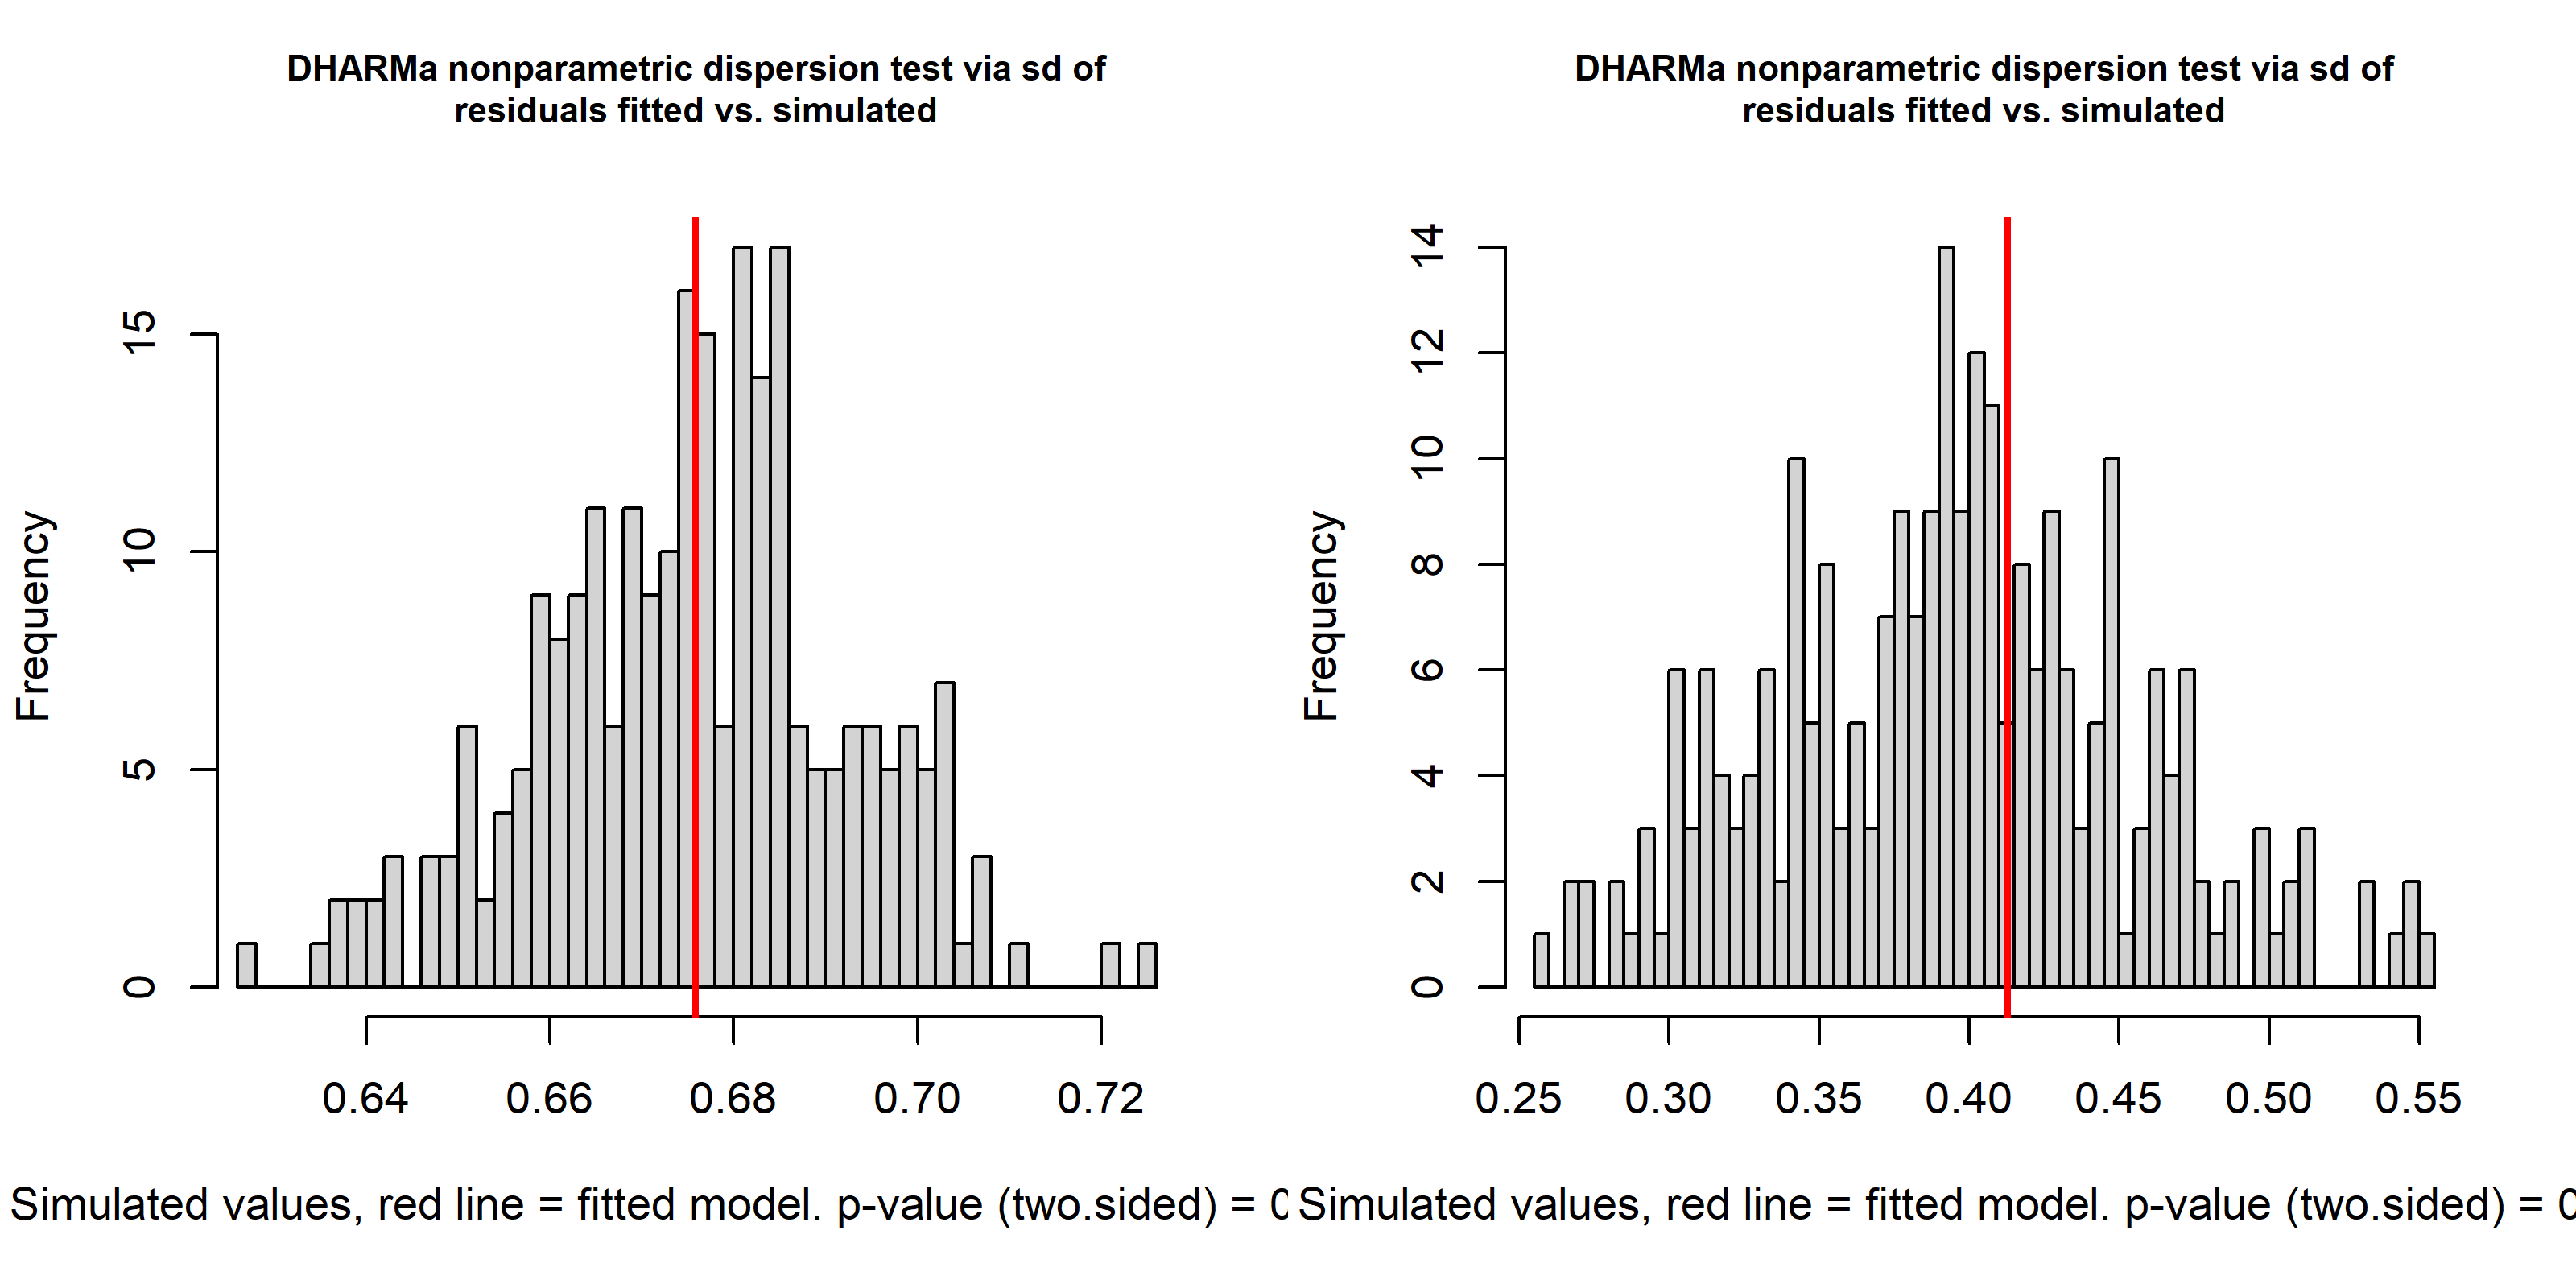 DHARMa nonparametric dispersion test via sd of
residuals fitted vs. simulated
Frequency
15
10
5
0
0.64 0.66 0.68 0.70 0.72
Simulated values, red line = fitted model. p-value (two.sided) = 0
DHARMa nonparametric dispersion test via sd of
residuals fitted vs. simulated
Frequency
14
12
10
8
6
4
2
0
0.25 0.30 0.35 0.40 0.45 0.50 0.55
Simulated values, red line = fitted model. p-value (two.sided) = 0